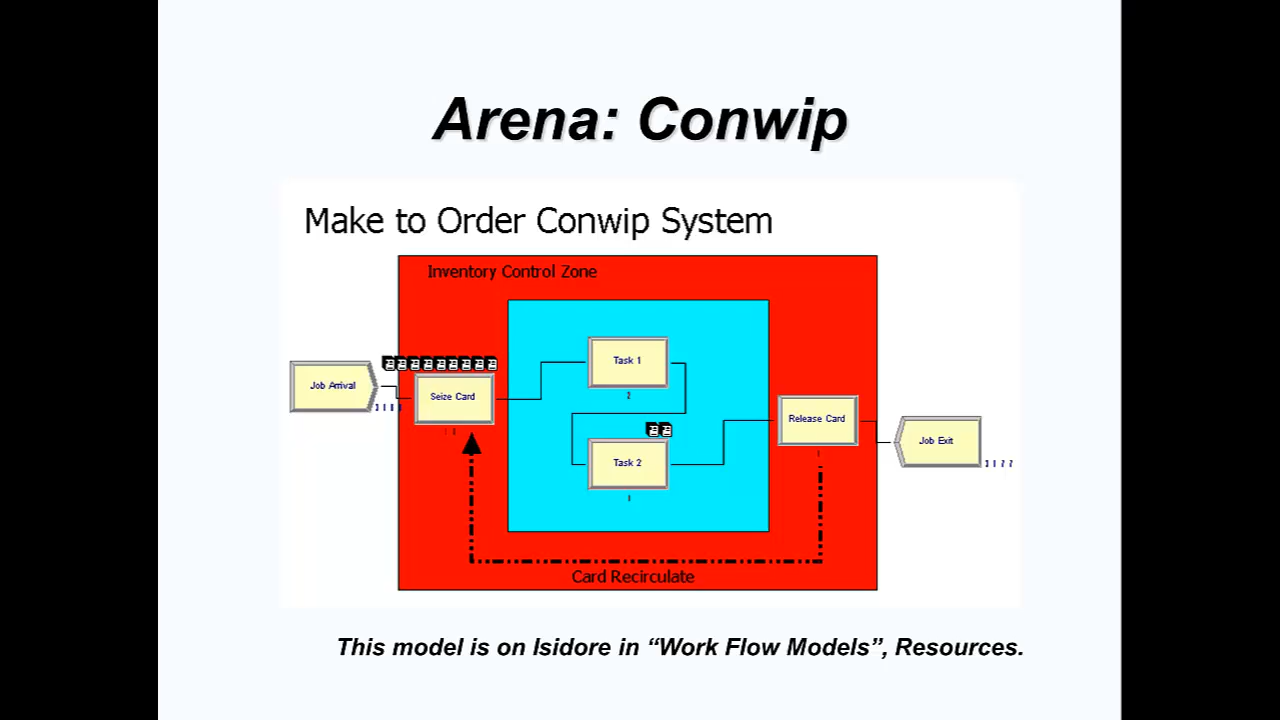 Arena: Conwip
Make to Order Conwip System
Inventory Control Zone
Job Arrival
Seize Card
Task 1
2
Task 2
Release Card
Job Exit
Card Recirculate
This model is on Isidore in “Work Flow Models”, Resources.